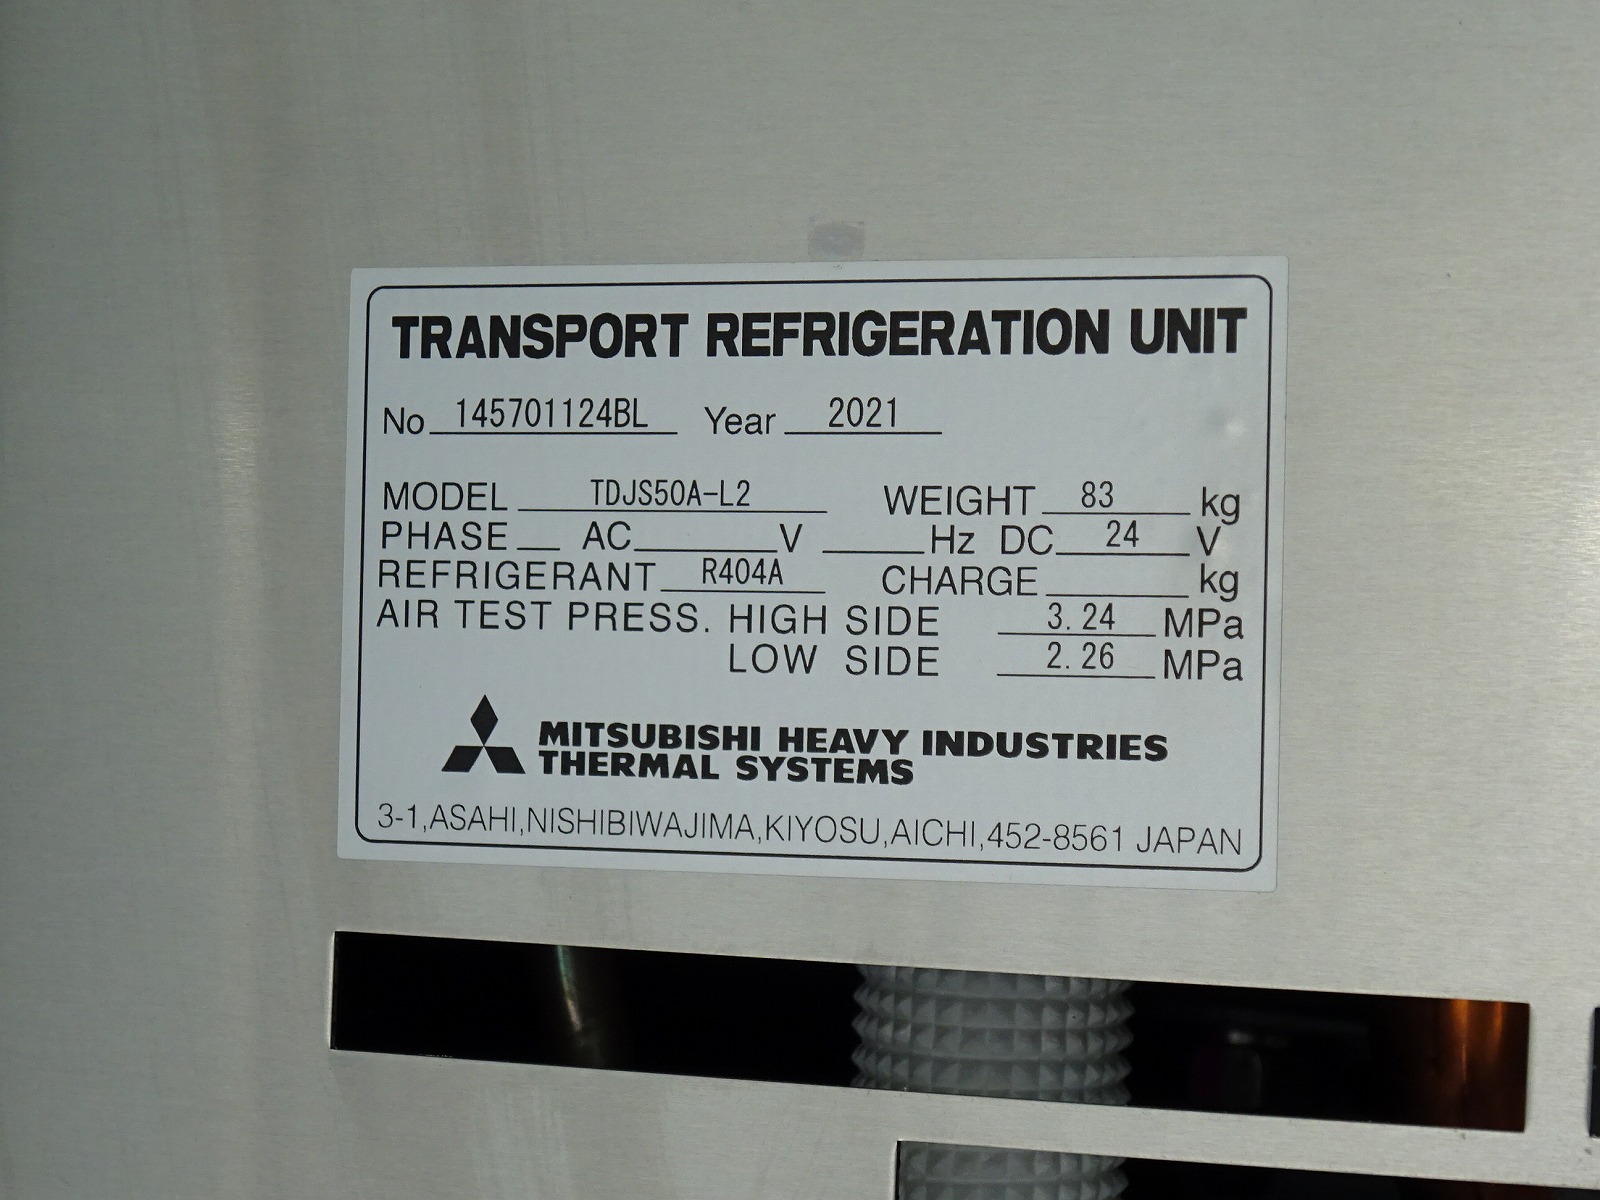 TRANSPORT REFRIGERATION UNIT
No 145701124BL Year 2021
MODEL TDJS50A-L2 WEIGHT 83 kg
PHASE AC V Hz DC 24 V
REFRIGERANT R404A CHARGE kg
AIR TEST PRESS. HIGH SIDE 3.24 MPa
LOW SIDE 2.26 MPa
MITSUBISHI HEAVY INDUSTRIES
THERMAL SYSTEMS
3-1,ASAHI,NISHIBIWAJIMA,KIYOSU,AICHI,452-8561 JAPAN